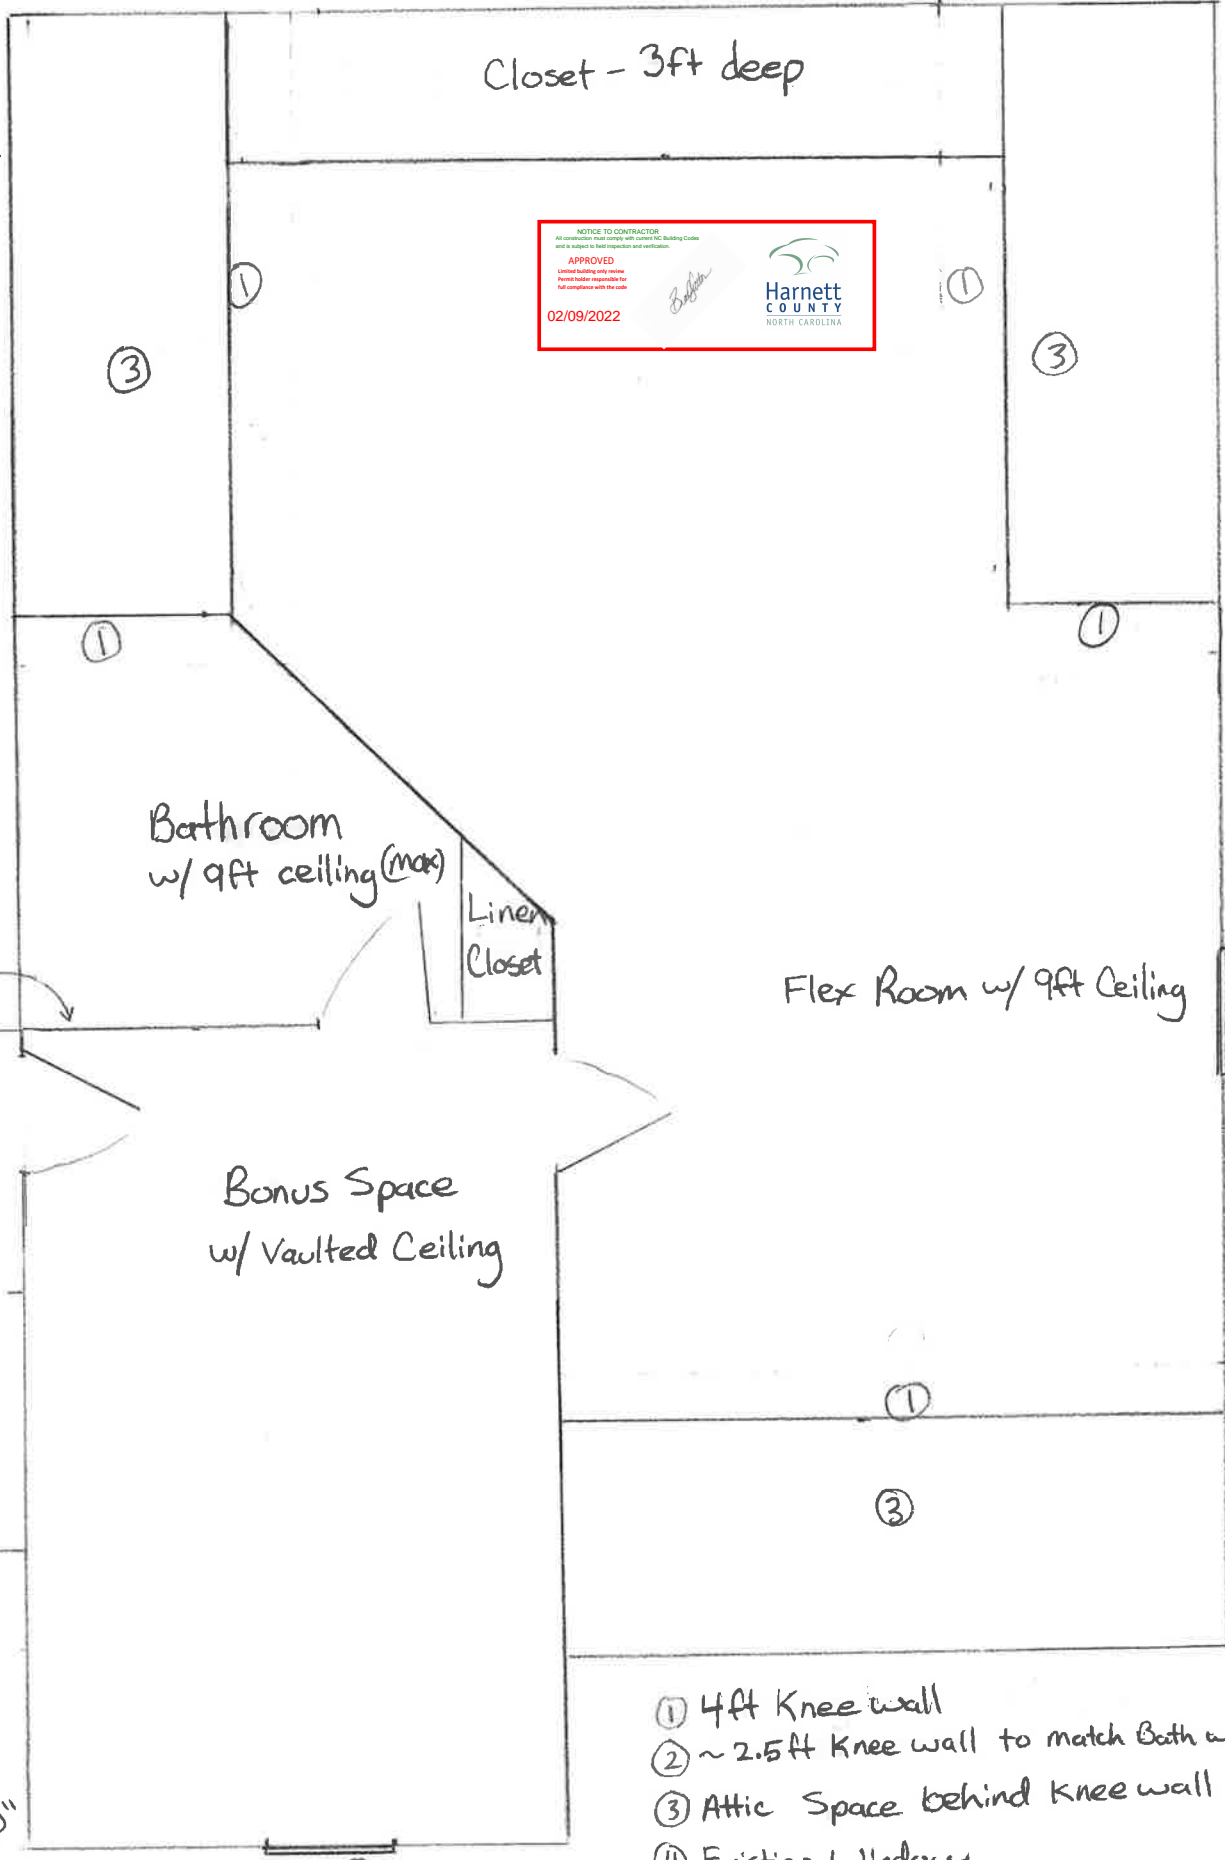 Closet - 3ft deep
NOTICE TO CONTRACTOR
All construction must comply with current NC Building Codes
and is subject to field inspection and verification.
APPROVED
Limited building only review
Permit holder responsible for
full compliance with the code
02/09/2022
Harnett
COUNTY
NORTH CAROLINA
①
①
③
③
①
①
Bathroom
w/ 9ft ceiling (max)
Linen
Closet
Flex Room w/ 9ft Ceiling
Bonus Space
w/ Vaulted Ceiling
①
③
① 4ft Knee wall
② ~ 2.5ft Knee wall to match Bath
③ Attic Space behind Knee wall
④ Existing